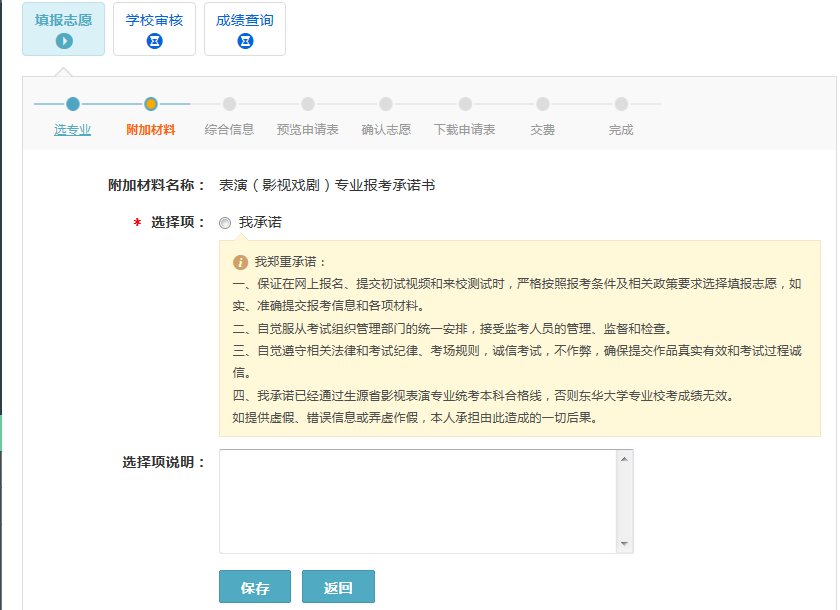 填报志愿 学校审核 成绩查询
选专业 附加材料 综合信息 预览申请表 确认志愿 下载申请表 交费 完成
附加材料名称： 表演（影视戏剧）专业报考承诺书
* 选择项： 我承诺
我郑重承诺：
一、保证在网上报名、提交初试视频和来校测试时，严格按照报考条件及相关政策要求选择填报志愿，如
实、准确提交报考信息和各项材料。
二、自觉服从考试组织管理部门的统一安排，接受监考人员的管理、监督和检查。
三、自觉遵守相关法律和考试纪律、考场规则，诚信考试，不作弊，确保提交作品真实有效和考试过程诚
信。
四、我承诺已经通过生源省影视表演专业统考本科合格线，否则东华大学专业校考成绩无效。
如提供虚假、错误信息或弄虚作假，本人承担由此造成的一切后果。
选择项说明：
保存 返回